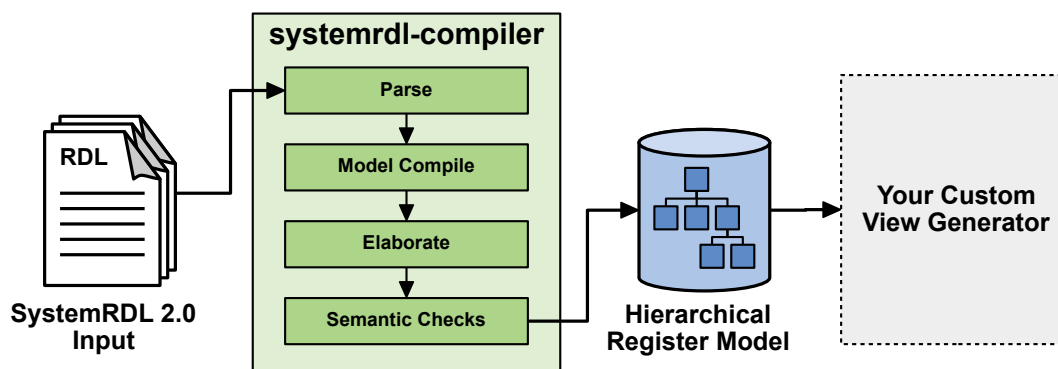 systemrdl-compiler
Parse
Model Compile
Elaborate
Semantic Checks
RDL
SystemRDL 2.0
Input
Hierarchical
Register Model
Your Custom
View Generator